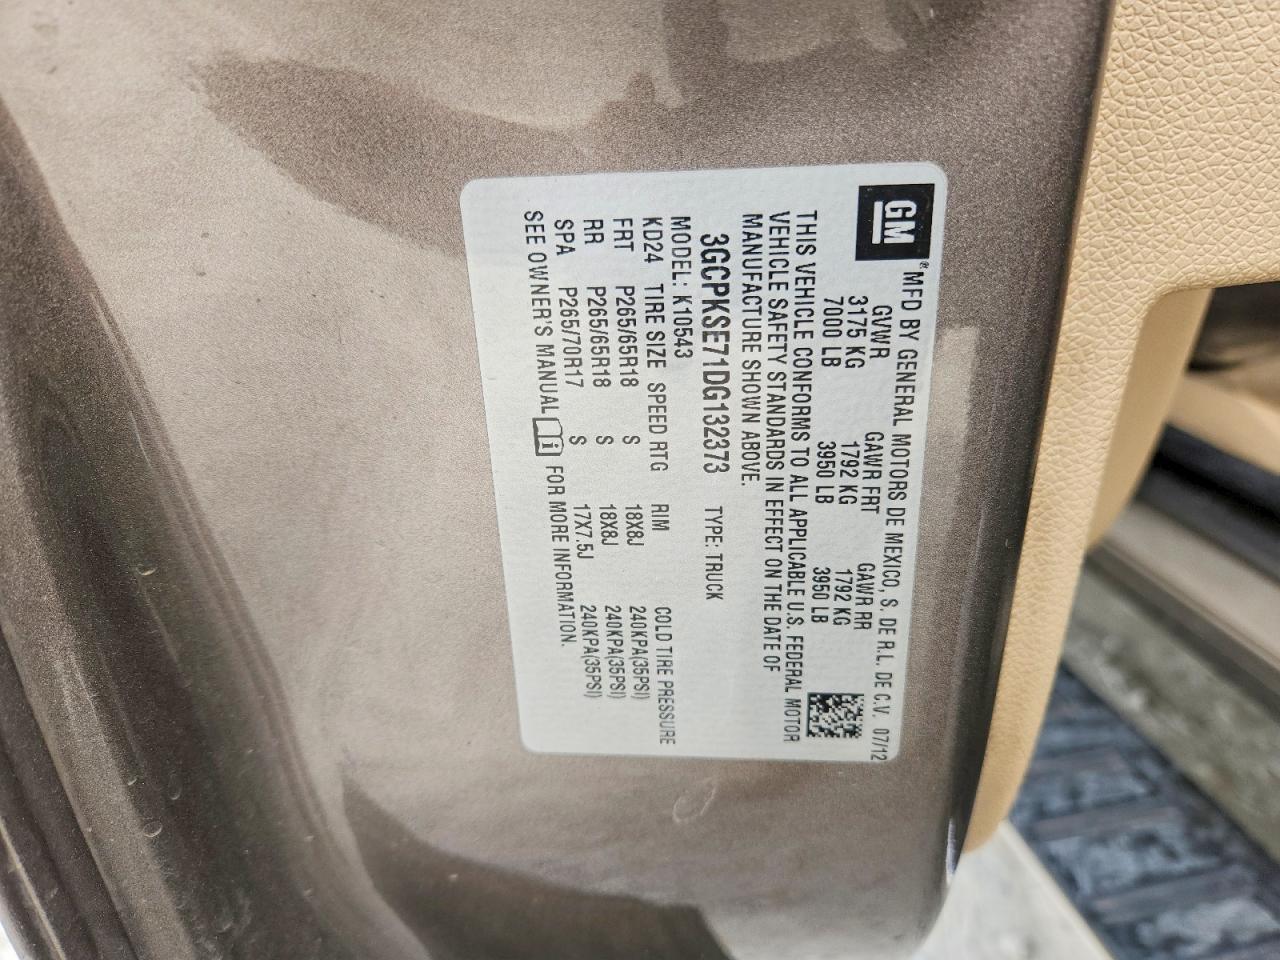 GM
*MFD BY GENERAL MOTORS DE MEXICO, S. DE R.L. DE C.V. 07/12
GVWR GAWR FRT GAWR RR
3175 KG 1792 KG 1792 KG
7000 LB 3950 LB 3950 LB
THIS VEHICLE CONFORMS TO ALL APPLICABLE U.S. FEDERAL MOTOR
VEHICLE SAFETY STANDARDS IN EFFECT ON THE DATE OF
MANUFACTURE SHOWN ABOVE.
3GCPKSE71DG132373 TYPE: TRUCK
MODEL: K10543
KD24 TIRE SIZE SPEED RTG RIM COLD TIRE PRESSURE
FRT P265/65R18 S 18X8J 240KPA(35PSI)
RR P265/65R18 S 18X8J 240KPA(35PSI)
SPA P265/70R17 S 17X7.5J 240KPA(35PSI)
SEE OWNER'S MANUAL i FOR MORE INFORMATION.